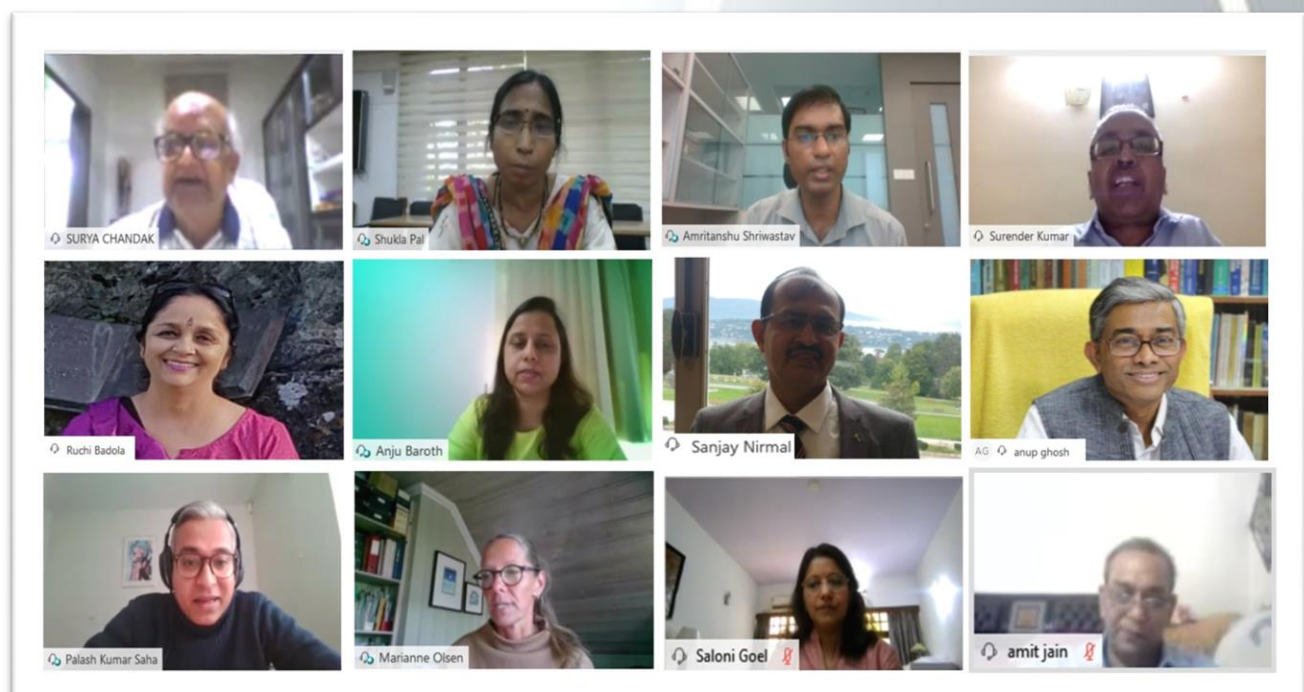 SURYA CHANDAK
Shukla Pal
Amritanshu Shriwastav
Surender Kumar
Ruchi Badola
Anju Baroth
Sanjay Nirmal
AG anup ghosh
Palash Kumar Saha
Marianne Olsen
Saloni Goel
amit jain